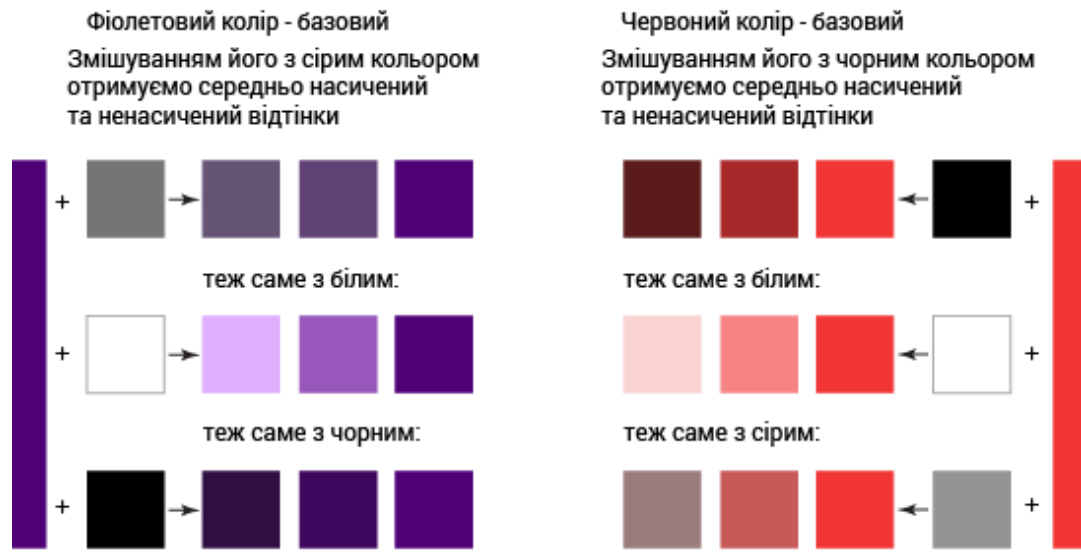 Фіолетовий колір - базовий
Змішуванням його з сірим кольором
отримуємо середньо насичений
та ненасичений відтінки
+
теж саме з білим:
+
теж саме з чорним:
+
Червоний колір - базовий
Змішуванням його з чорним кольором
отримуємо середньо насичений
та ненасичений відтінки
+
теж саме з білим:
+
теж саме з сірим:
+